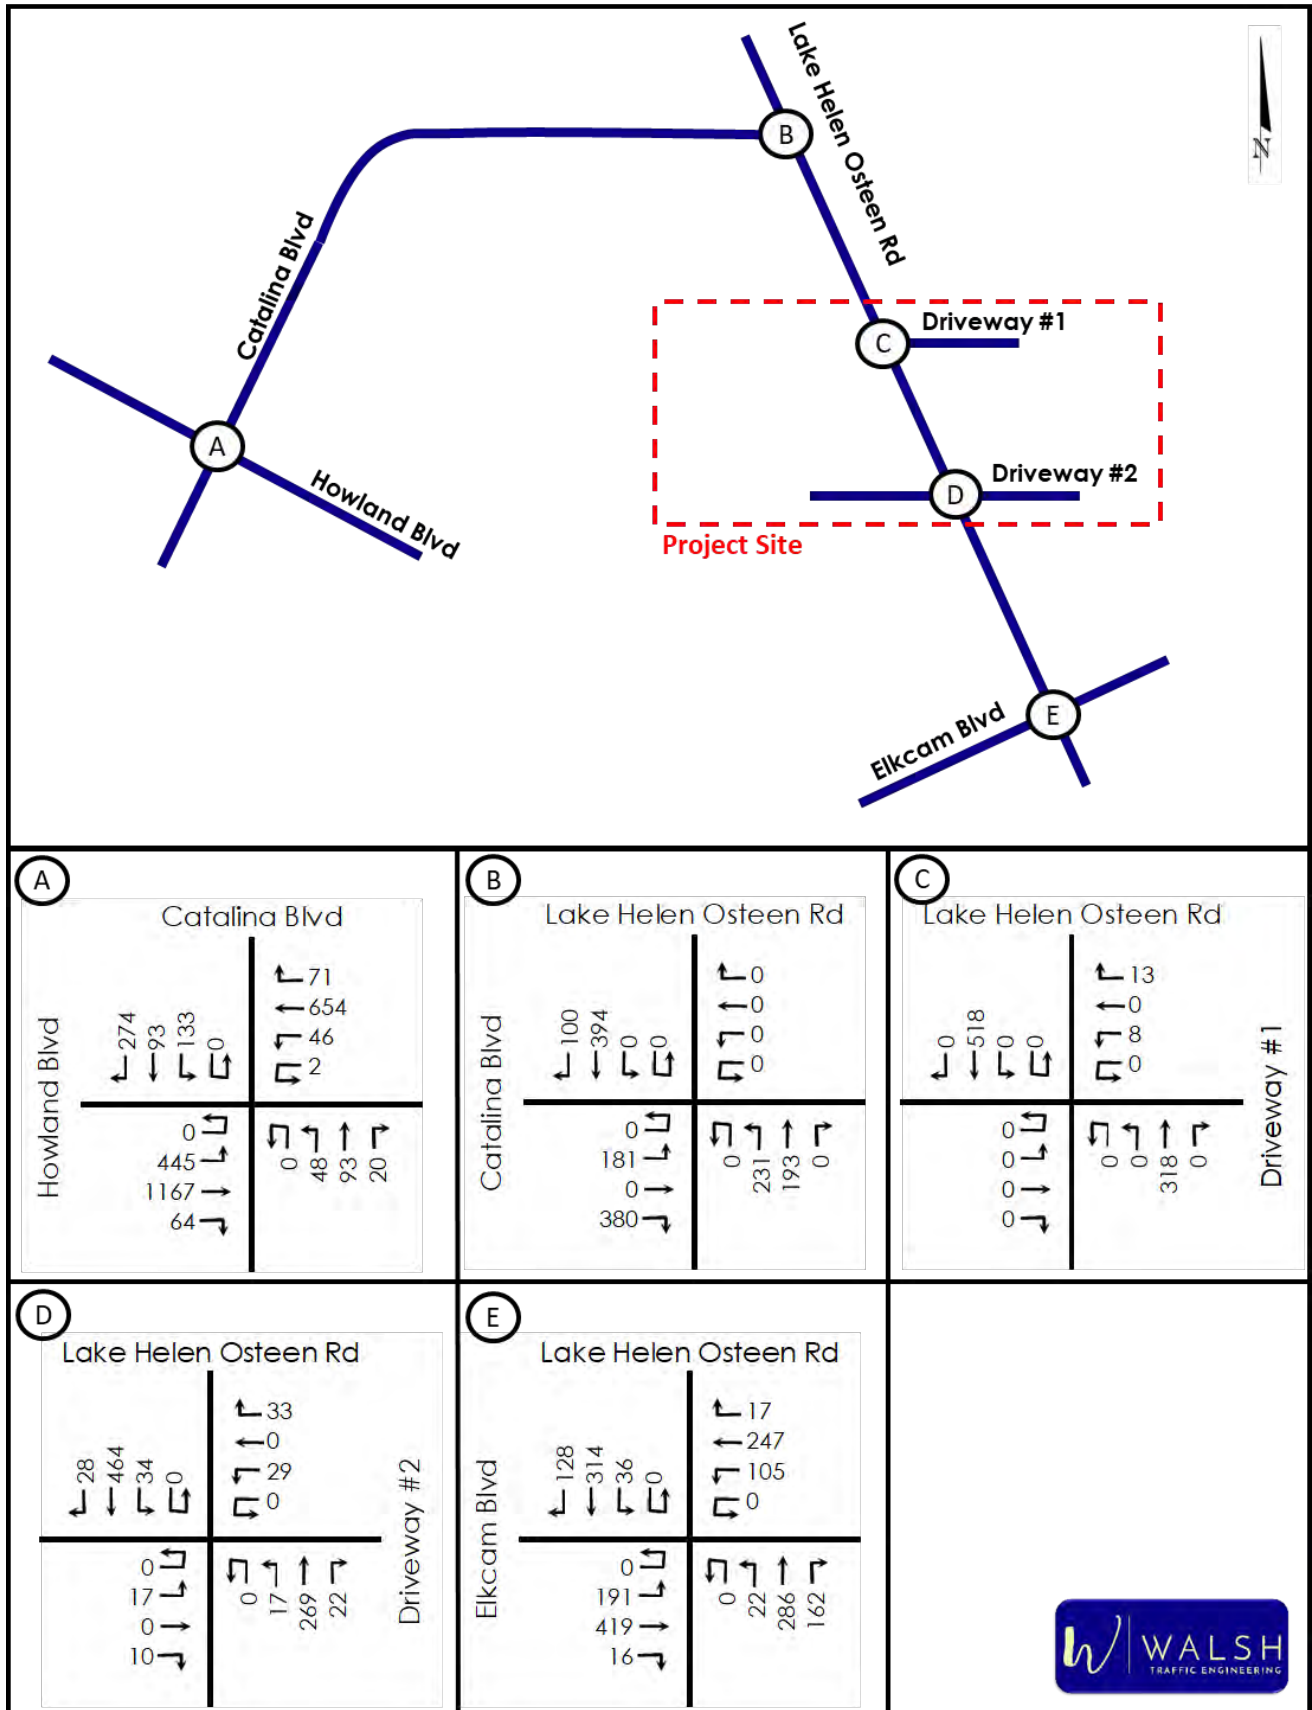 Lake Helen Osteen Rd
N
B
Catalina Blvd
C
Driveway #1
A
Howland Blvd
D
Driveway #2
Project Site
E
Elkcam Blvd
A
Catalina Blvd
Howland Blvd
274 93 133 0
71
654
46
2
0
445
1167
64
0 48 93 20
B
Lake Helen Osteen Rd
Catalina Blvd
100 394 0 0
0
0
0
0
0
181
0
380
0 231 193 0
C
Lake Helen Osteen Rd
Driveway #1
0 518 0 0
13
0
8
0
0
0
0
0
0 0 318 0
D
Lake Helen Osteen Rd
Driveway #2
28 464 34 0
33
0
29
0
0
17
0
10
0 17 269 22
E
Lake Helen Osteen Rd
Elkcam Blvd
128 314 36 0
17
247
105
0
0
191
419
16
0 22 286 162
W WALSH
TRAFFIC ENGINEERING